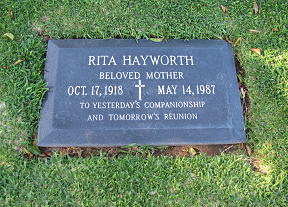 RITA HAYWORTH
BELOVED MOTHER
OCT. 17, 1918 MAY 14, 1987
TO YESTERDAY'S COMPANIONSHIP
AND TOMORROW'S REUNION